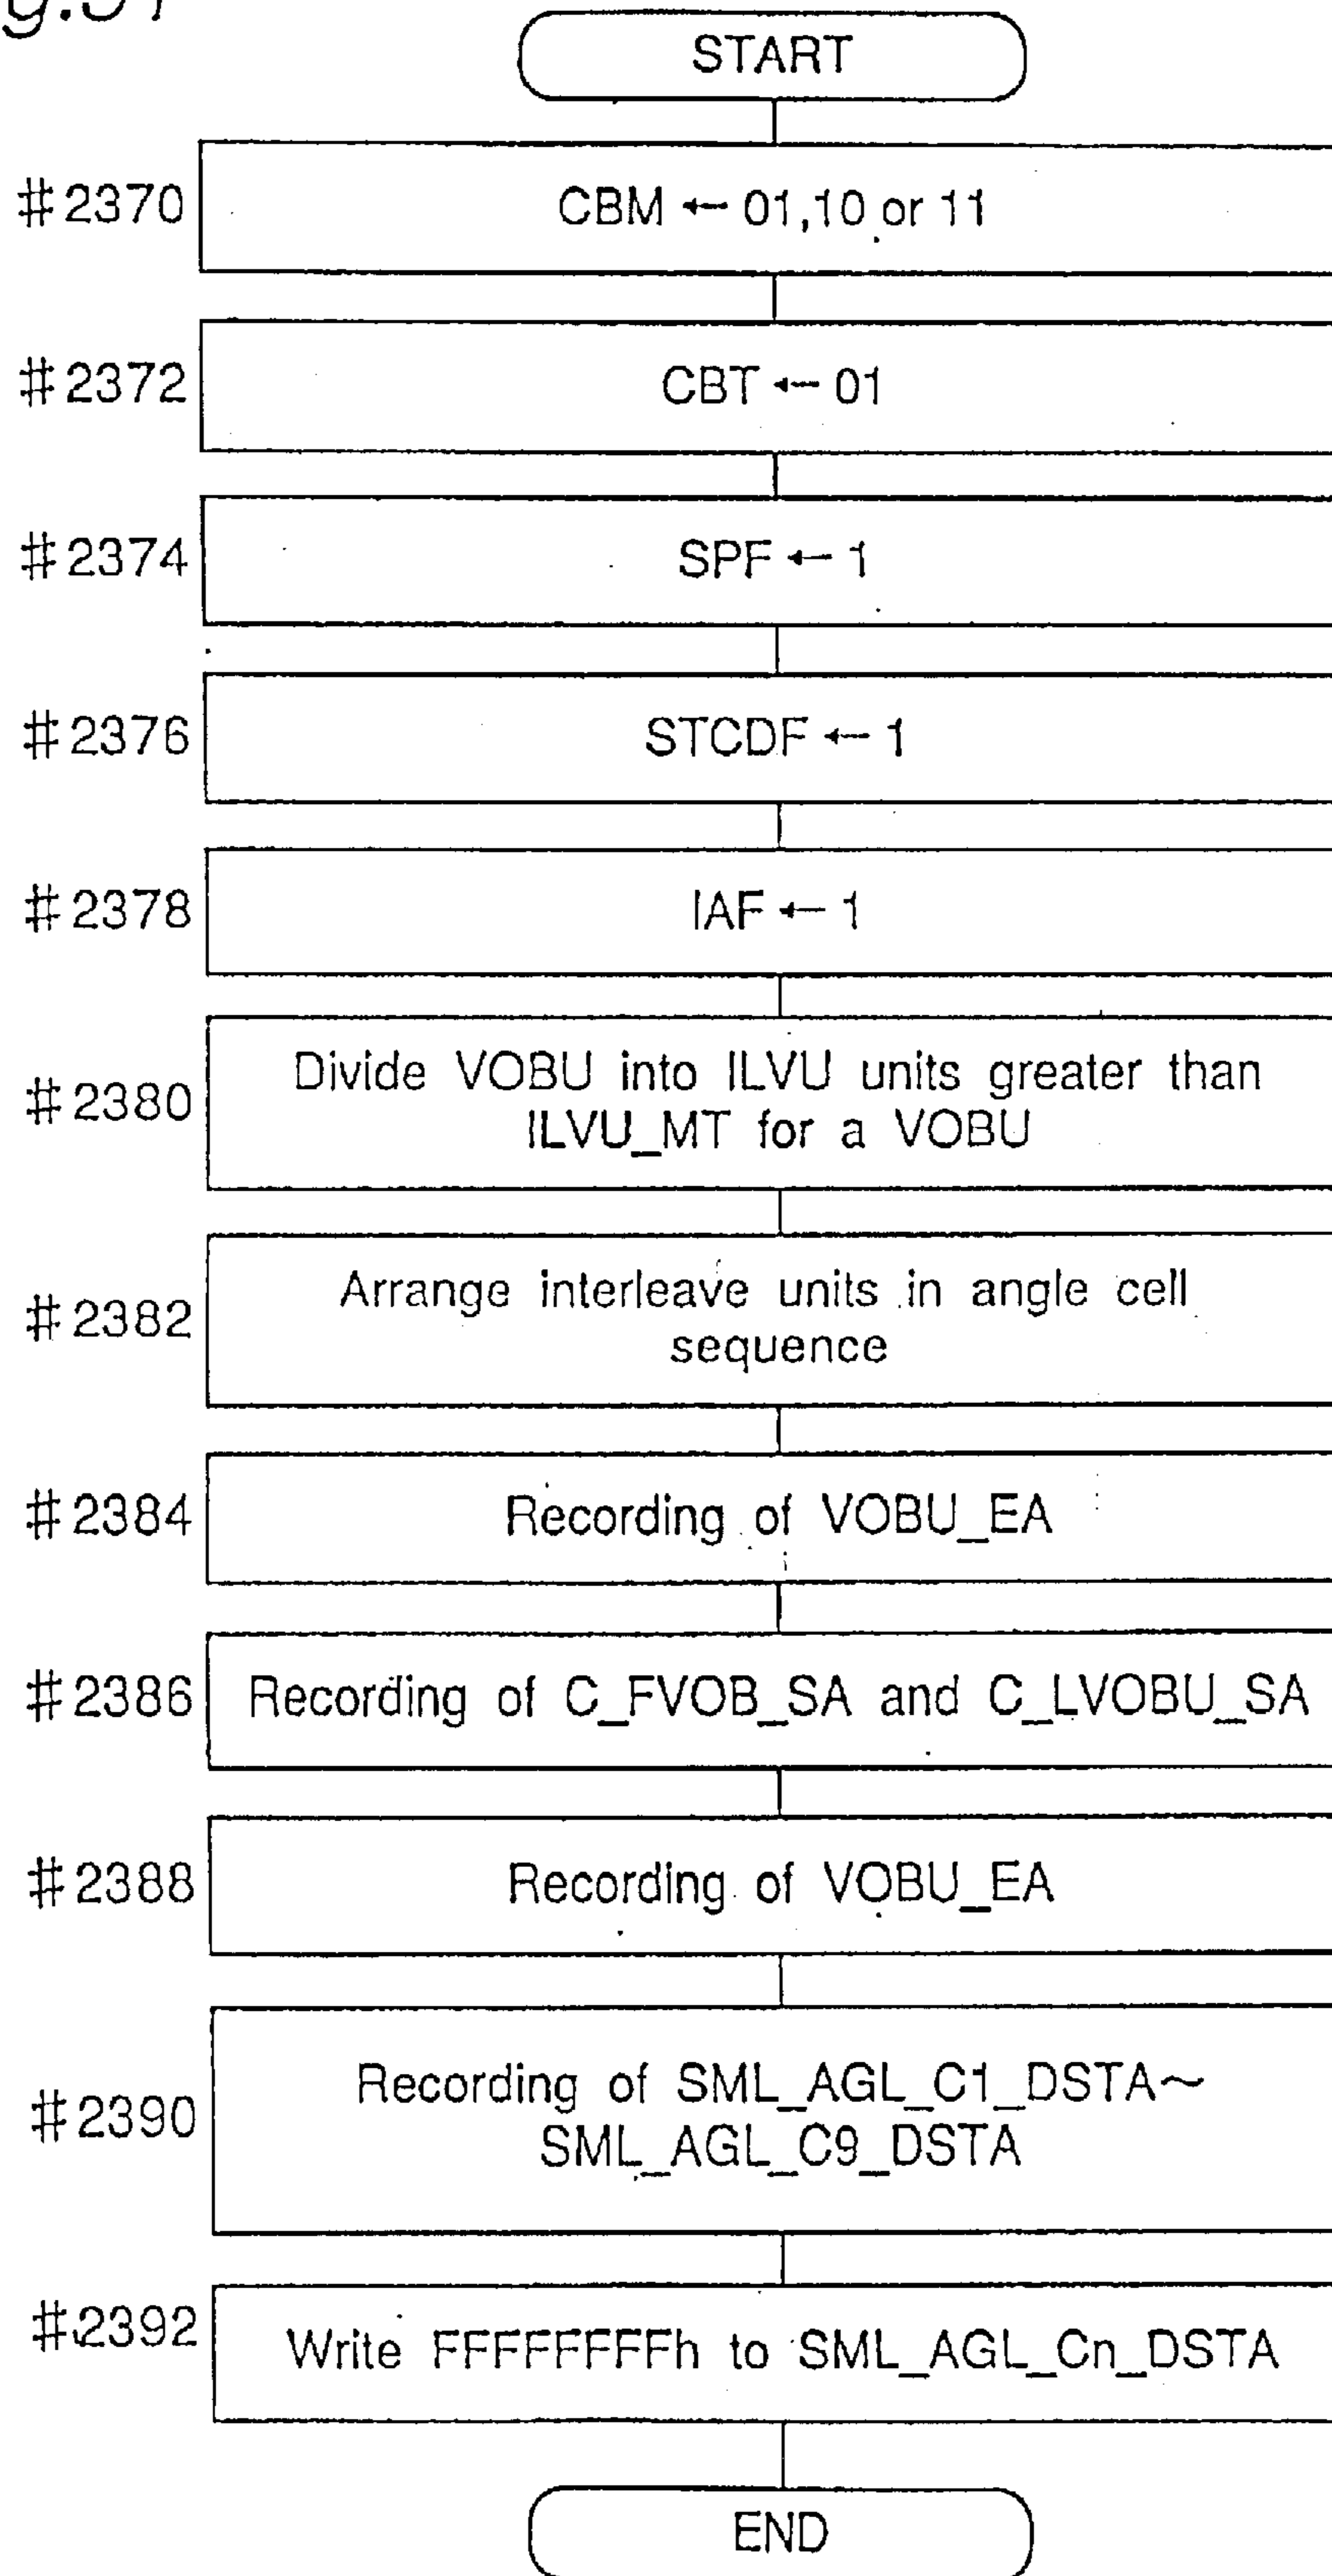 g.51
START
#2370
CBM ← 01,10 or 11
#2372
CBT ← 01
#2374
SPF ← 1
#2376
STCDF ← 1
#2378
IAF ← 1
#2380
Divide VOBU into ILVU units greater than
ILVU_MT for a VOBU
#2382
Arrange interleave units in angle cell
sequence
#2384
Recording of VOBU_EA
#2386
Recording of C_FVOB_SA and C_LVOBU_SA
#2388
Recording of VOBU_EA
#2390
Recording of SML_AGL_C1_DSTA~
SML_AGL_C9_DSTA
#2392
Write FFFFFFFFh to SML_AGL_Cn_DSTA
END